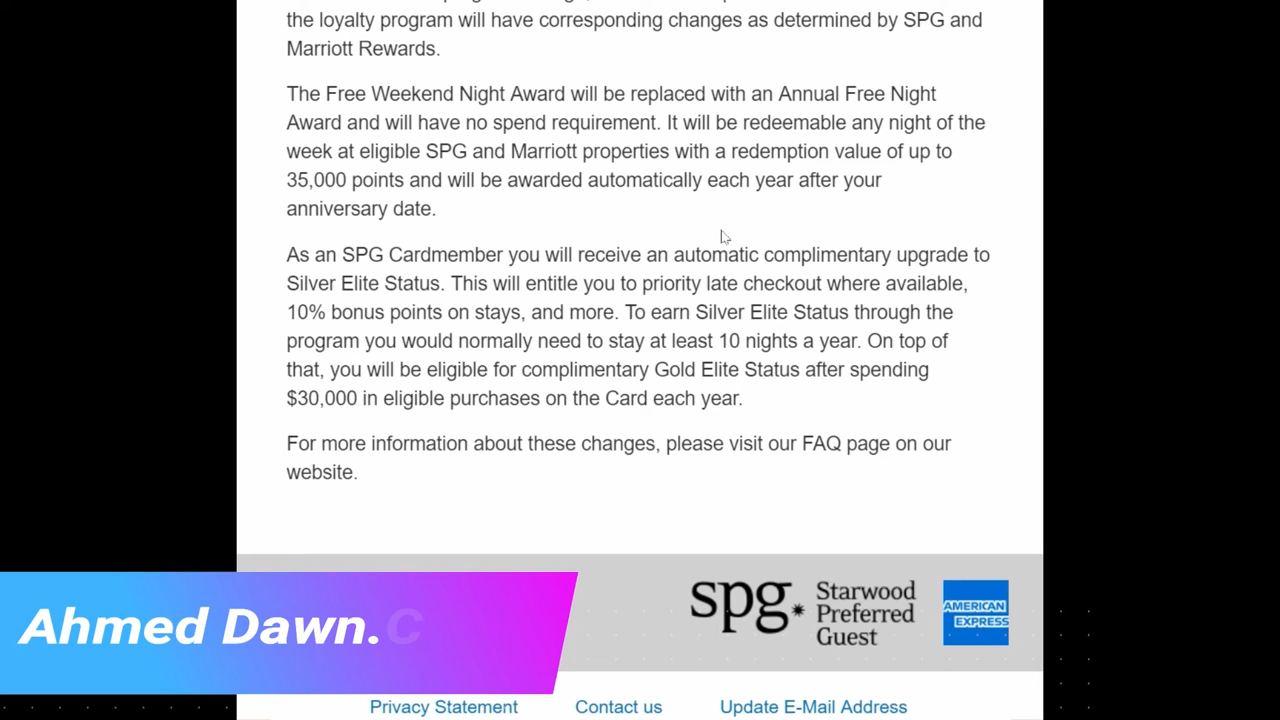 the loyalty program will have corresponding changes as determined by SPG and
Marriott Rewards.
The Free Weekend Night Award will be replaced with an Annual Free Night
Award and will have no spend requirement. It will be redeemable any night of the
week at eligible SPG and Marriott properties with a redemption value of up to
35,000 points and will be awarded automatically each year after your
anniversary date.
As an SPG Cardmember you will receive an automatic complimentary upgrade to
Silver Elite Status. This will entitle you to priority late checkout where available,
10% bonus points on stays, and more. To earn Silver Elite Status through the
program you would normally need to stay at least 10 nights a year. On top of
that, you will be eligible for complimentary Gold Elite Status after spending
$30,000 in eligible purchases on the Card each year.
For more information about these changes, please visit our FAQ page on our
website.
Ahmed Dawn.C
spg*
Starwood
Preferred
Guest
AMERICAN
EXPRESS
Privacy Statement Contact us Update E-Mail Address